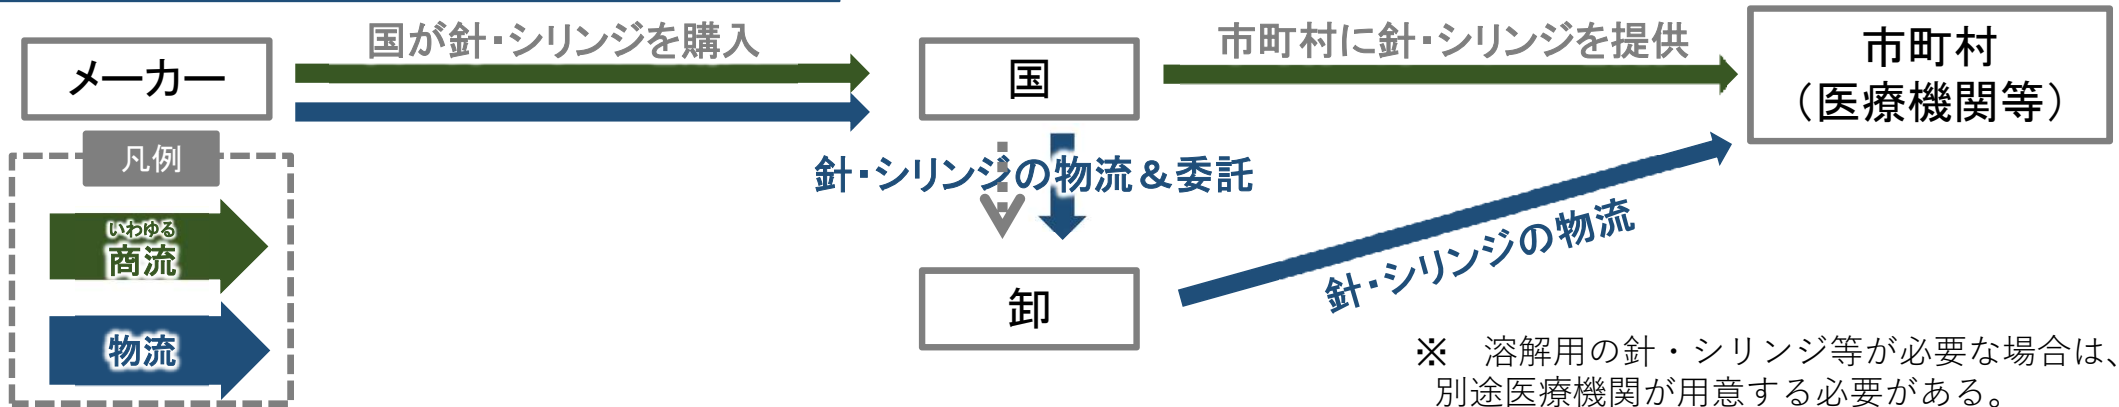 メーカー
国が針・シリンジを購入
国
市町村に針・シリンジを提供
市町村
（医療機関等）
凡例
いわゆる
商流
物流
針・シリンジの物流＆委託
卸
針・シリンジの物流
※　溶解用の針・シリンジ等が必要な場合は、
別途医療機関が用意する必要がある。